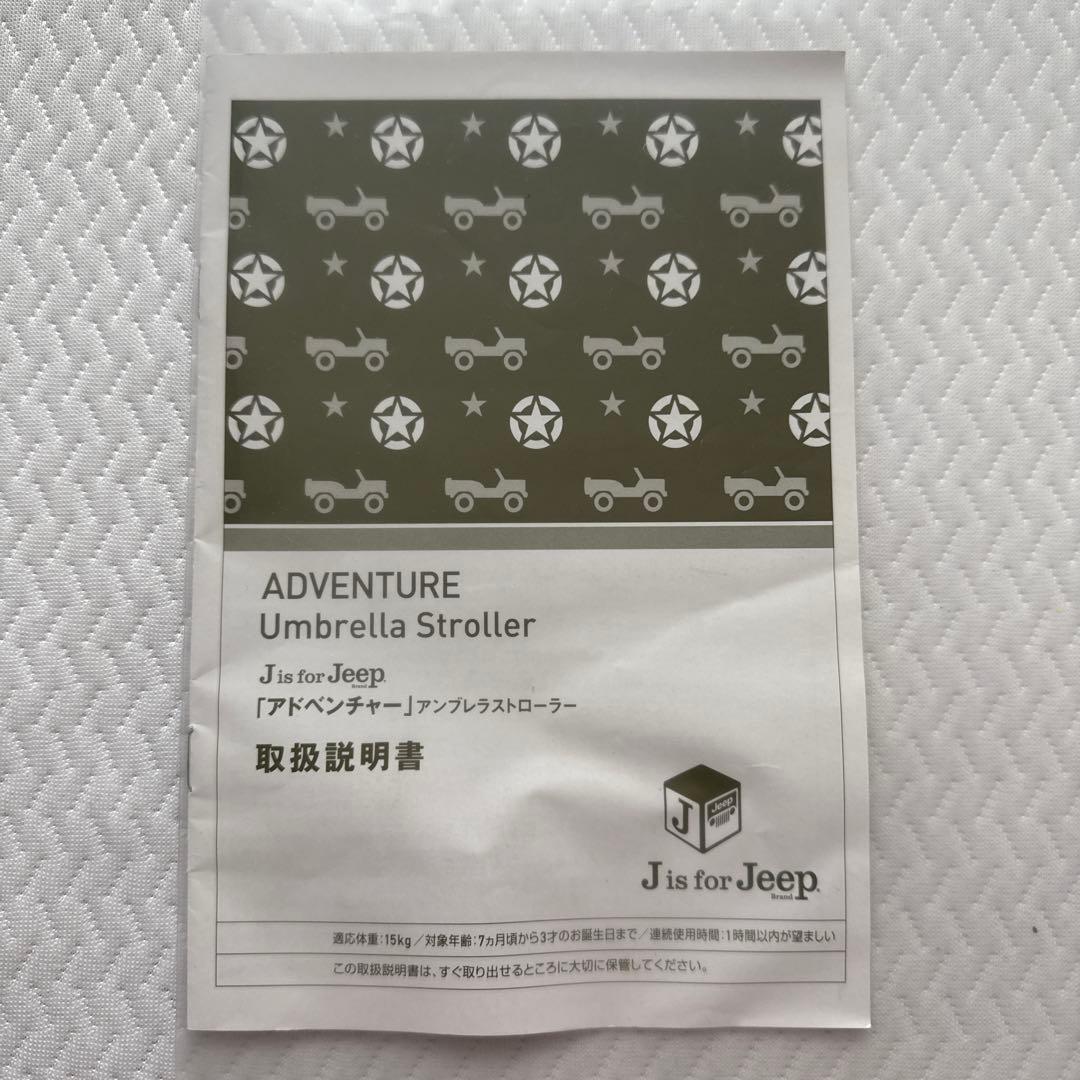 ADVENTURE
Umbrella Stroller
J is for Jeep.
Brand
「アドベンチャー」アンブレラストローラー
取扱説明書
J
Jeep
J is for Jeep.
Brand
適応体重:15kg/対象年齢:7ヵ月頃から3才のお誕生日まで/連続使用時間:1時間以内が望ましい
この取扱説明書は、すぐ取り出せるところに大切に保管してください。